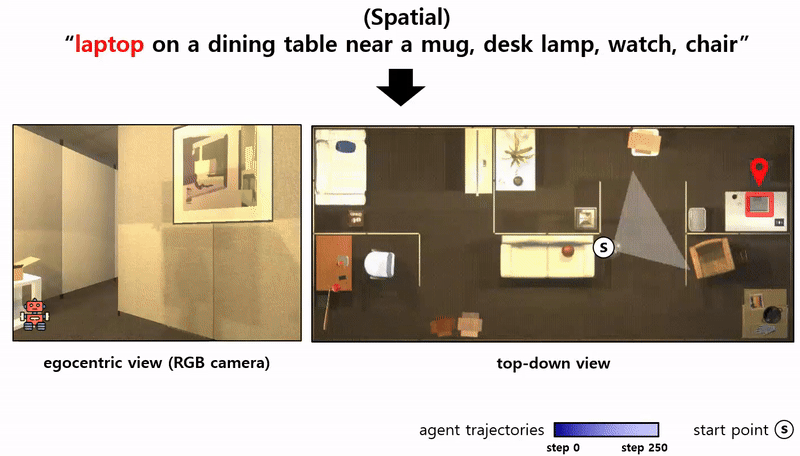 (Spatial)
“laptop on a dining table near a mug, desk lamp, watch, chair”
S
egocentric view (RGB camera)
top-down view
agent trajectories
start point S
step 0
step 250